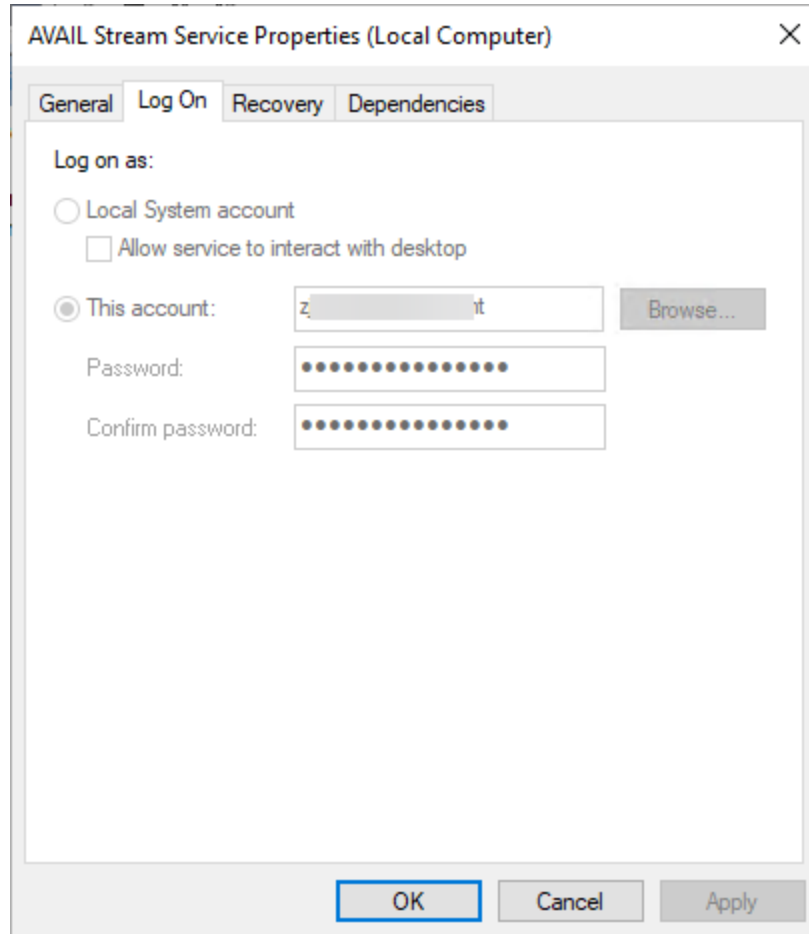 AVAIL Stream Service Properties (Local Computer)
General Log On Recovery Dependencies
Log on as:
Local System account
Allow service to interact with desktop
This account: Browse...
Password: ●●●●●●●●●●●●●●●
Confirm password: ●●●●●●●●●●●●●●●
OK Cancel Apply